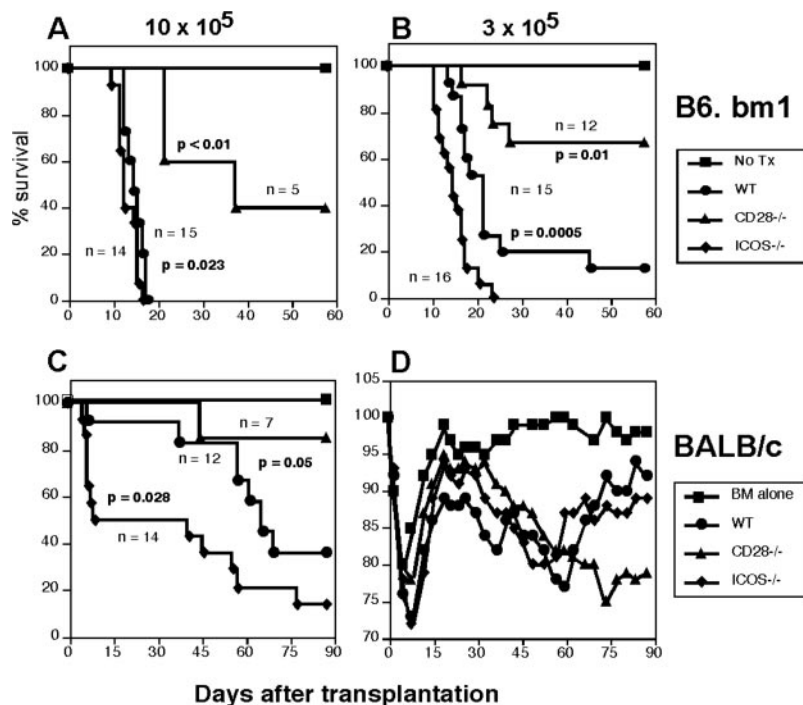 A
10 x 10⁵
B
3 x 10⁵
B6. bm1
% survival
100
80
60
40
20
0
p < 0.01
n = 5
n = 15
n = 14
p = 0.023
0 10 20 30 40 50 60
100
80
60
40
20
0
n = 12
p = 0.01
n = 15
p = 0.0005
n = 16
0 10 20 30 40 50 60
No Tx
WT
CD28-/-
ICOS-/-
C
100
80
60
40
20
0
n = 7
n = 12
p = 0.05
p = 0.028
n = 14
0 15 30 45 60 75 90
D
105
100
95
90
85
80
75
70
0 15 30 45 60 75 90
BALB/c
BM alone
WT
CD28-/-
ICOS-/-
Days after transplantation